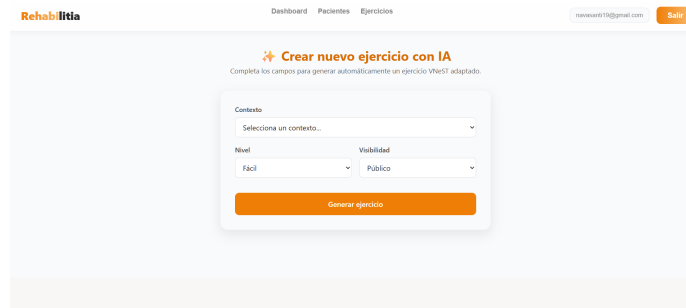 Rehabilitia
Dashboard Pacientes Ejercicios
navasanti19@gmail.com
Salir
✨ Crear nuevo ejercicio con IA
Completa los campos para generar automáticamente un ejercicio VNeST adaptado.
Contexto
Selecciona un contexto...
Nivel Visibilidad
Fácil Público
Generar ejercicio